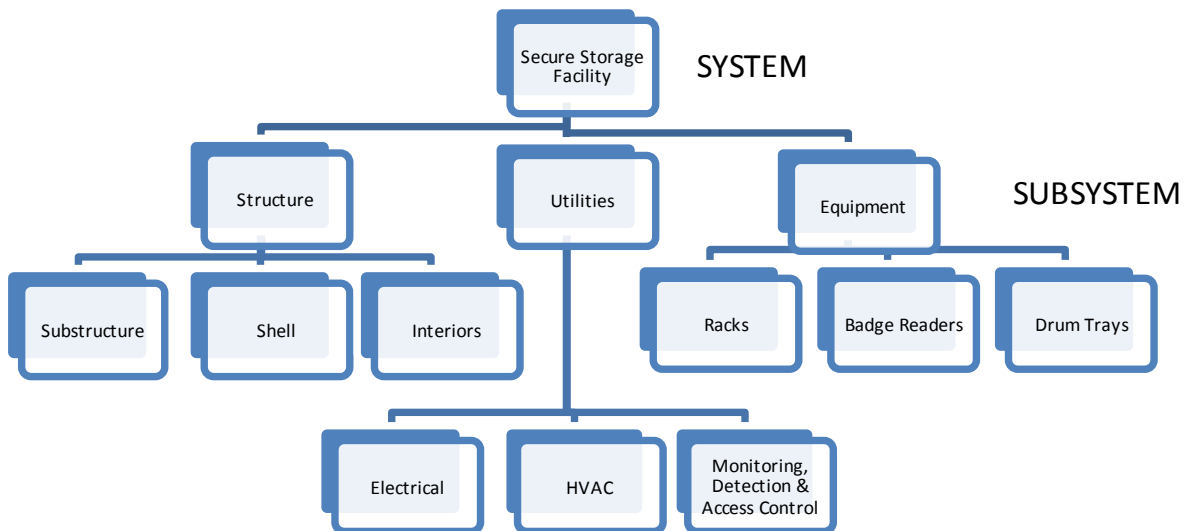 Secure Storage
Facility
SYSTEM
Structure
Utilities
Equipment
SUBSYSTEM
Substructure
Shell
Interiors
Racks
Badge Readers
Drum Trays
Electrical
HVAC
Monitoring,
Detection &
Access Control